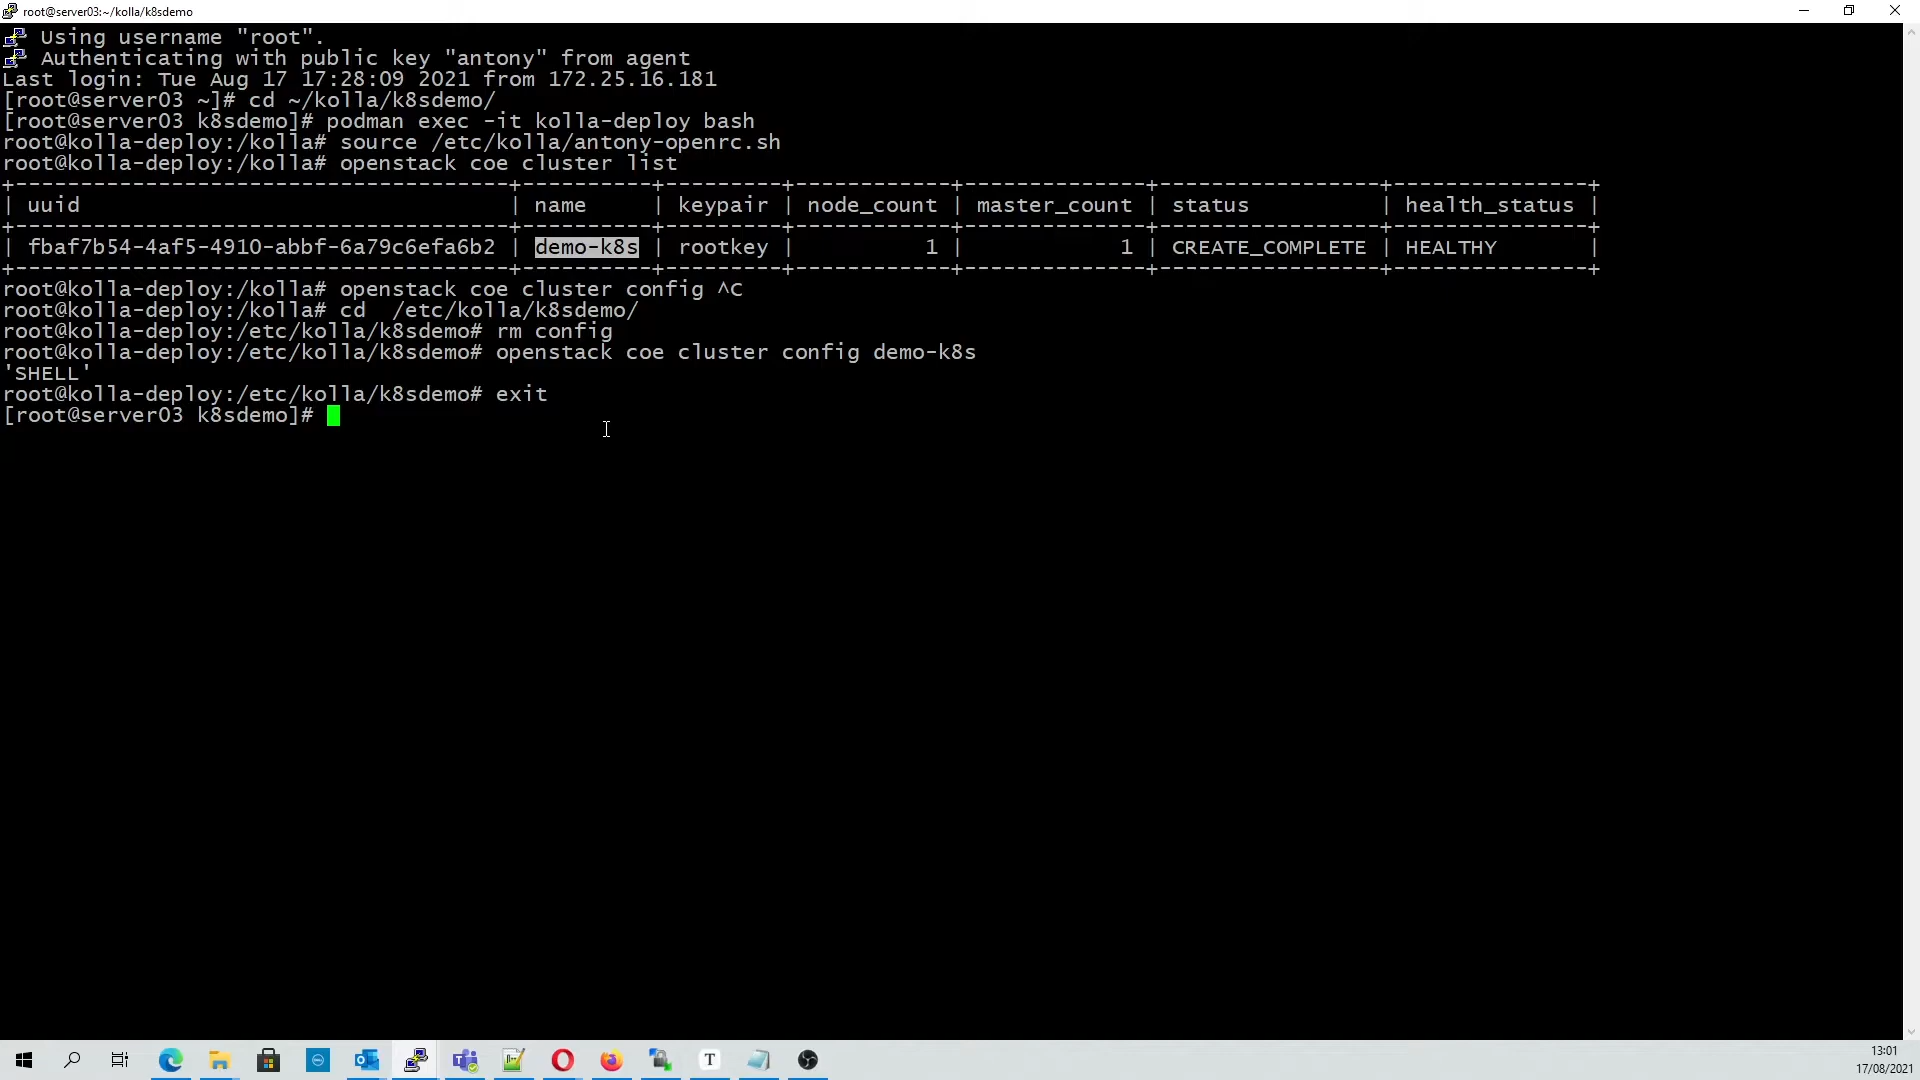 root@server03:~/kolla/k8sdemo
Using username "root".
Authenticating with public key "antony" from agent
Last login: Tue Aug 17 17:28:09 2021 from 172.25.16.181
[root@server03 ~]# cd ~/kolla/k8sdemo/
[root@server03 k8sdemo]# podman exec -it kolla-deploy bash
root@kolla-deploy:/kolla# source /etc/kolla/antony-openrc.sh
root@kolla-deploy:/kolla# openstack coe cluster list
+--------------------------------------+----------+---------+------------+--------------+-----------------+---------------+
| uuid                                 | name     | keypair | node_count | master_count | status          | health_status |
+--------------------------------------+----------+---------+------------+--------------+-----------------+---------------+
| fbaf7b54-4af5-4910-abbf-6a79c6efa6b2 | demo-k8s | rootkey |          1 |            1 | CREATE_COMPLETE | HEALTHY       |
+--------------------------------------+----------+---------+------------+--------------+-----------------+---------------+
root@kolla-deploy:/kolla# openstack coe cluster config ^C
root@kolla-deploy:/kolla# cd  /etc/kolla/k8sdemo/
root@kolla-deploy:/etc/kolla/k8sdemo# rm config
root@kolla-deploy:/etc/kolla/k8sdemo# openstack coe cluster config demo-k8s
'SHELL'
root@kolla-deploy:/etc/kolla/k8sdemo# exit
[root@server03 k8sdemo]#
T
13:01
17/08/2021